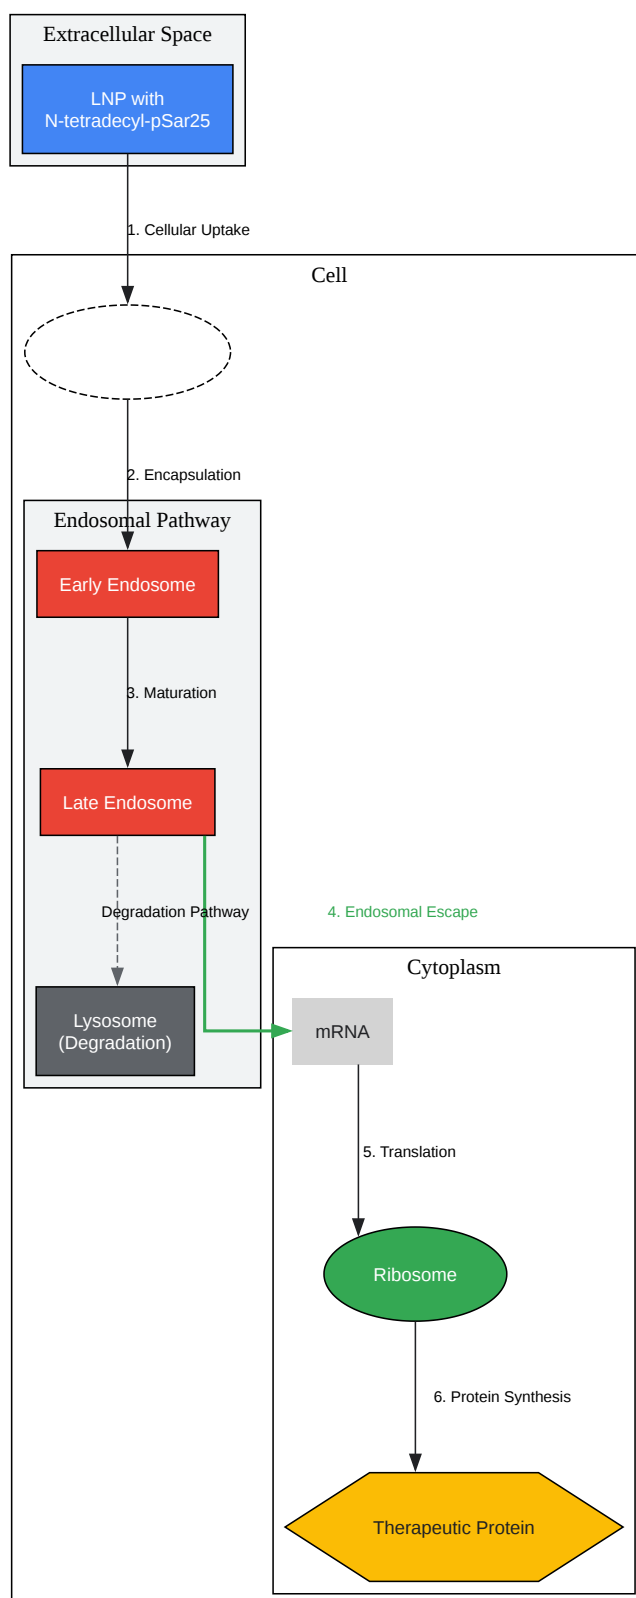 Extracellular Space
LNP with
N-tetradecyl-pSar25
1. Cellular Uptake
Cell
2. Encapsulation
Endosomal Pathway
Early Endosome
3. Maturation
Late Endosome
Degradation Pathway
4. Endosomal Escape
Cytoplasm
Lysosome
(Degradation)
mRNA
5. Translation
Ribosome
6. Protein Synthesis
Therapeutic Protein